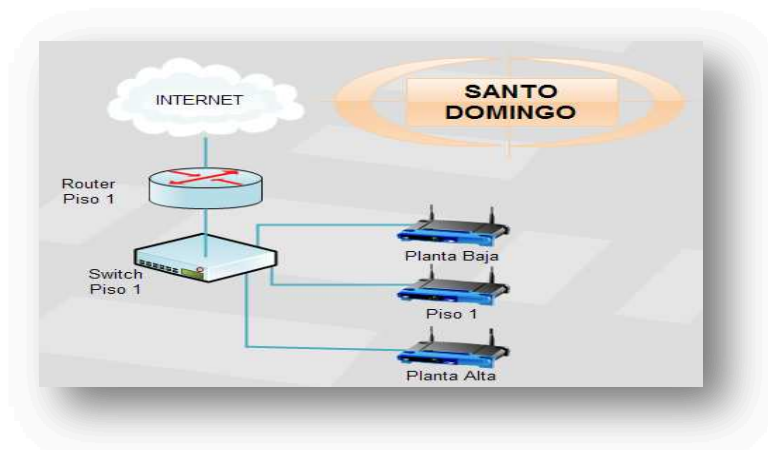 INTERNET
SANTO
DOMINGO
Router
Piso 1
Planta Baja
Switch
Piso 1
Piso 1
Planta Alta